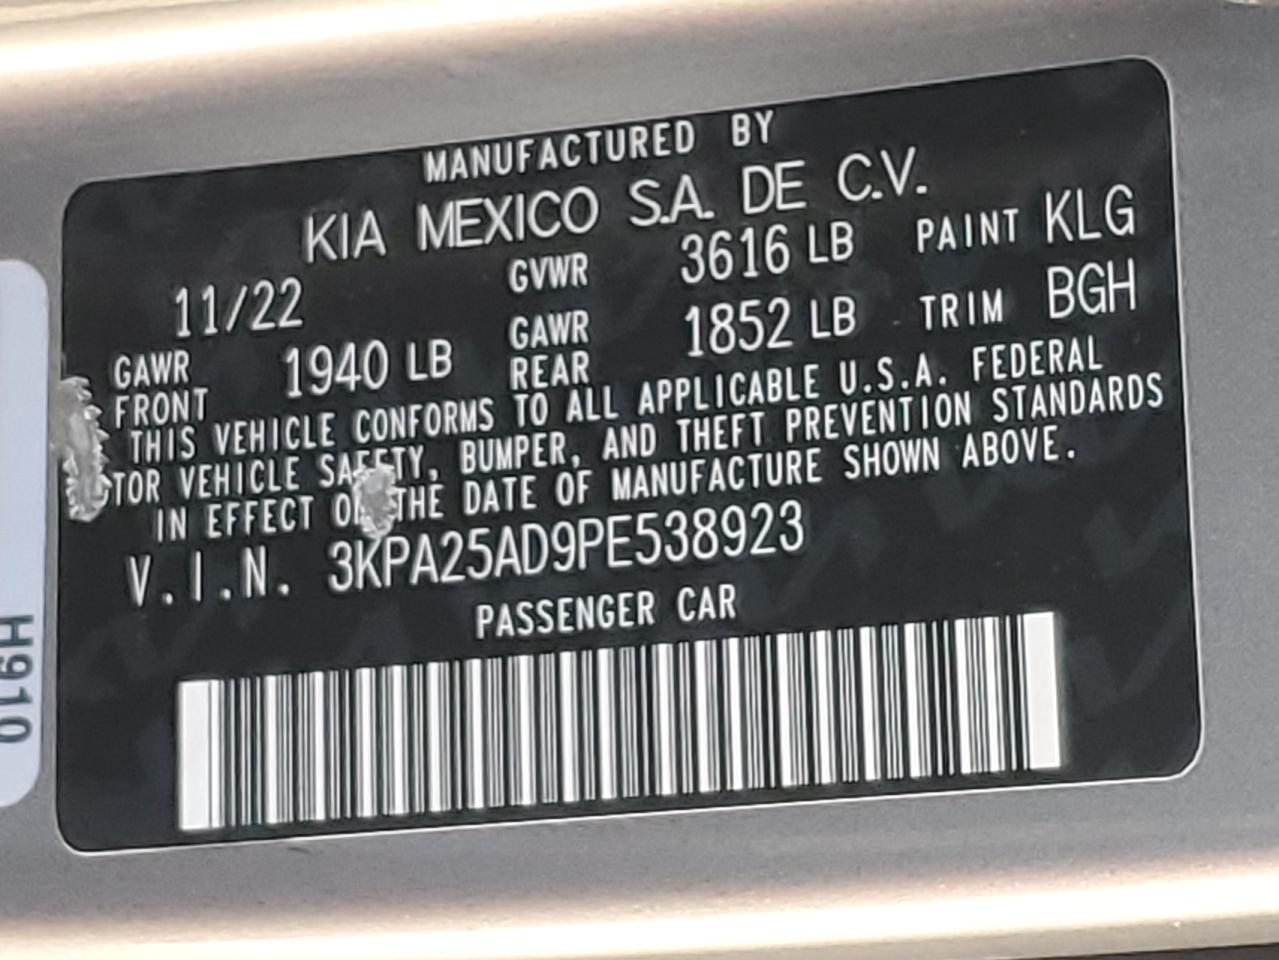 MANUFACTURED BY
KIA MEXICO S.A. DE C.V.
11/22 GVWR 3616 LB PAINT KLG
GAWR FRONT 1940 LB GAWR REAR 1852 LB TRIM BGH
THIS VEHICLE CONFORMS TO ALL APPLICABLE U.S.A. FEDERAL
TOR VEHICLE SAFETY, BUMPER, AND THEFT PREVENTION STANDARDS
IN EFFECT ON THE DATE OF MANUFACTURE SHOWN ABOVE.
V.I.N. 3KPA25AD9PE538923
PASSENGER CAR
H910